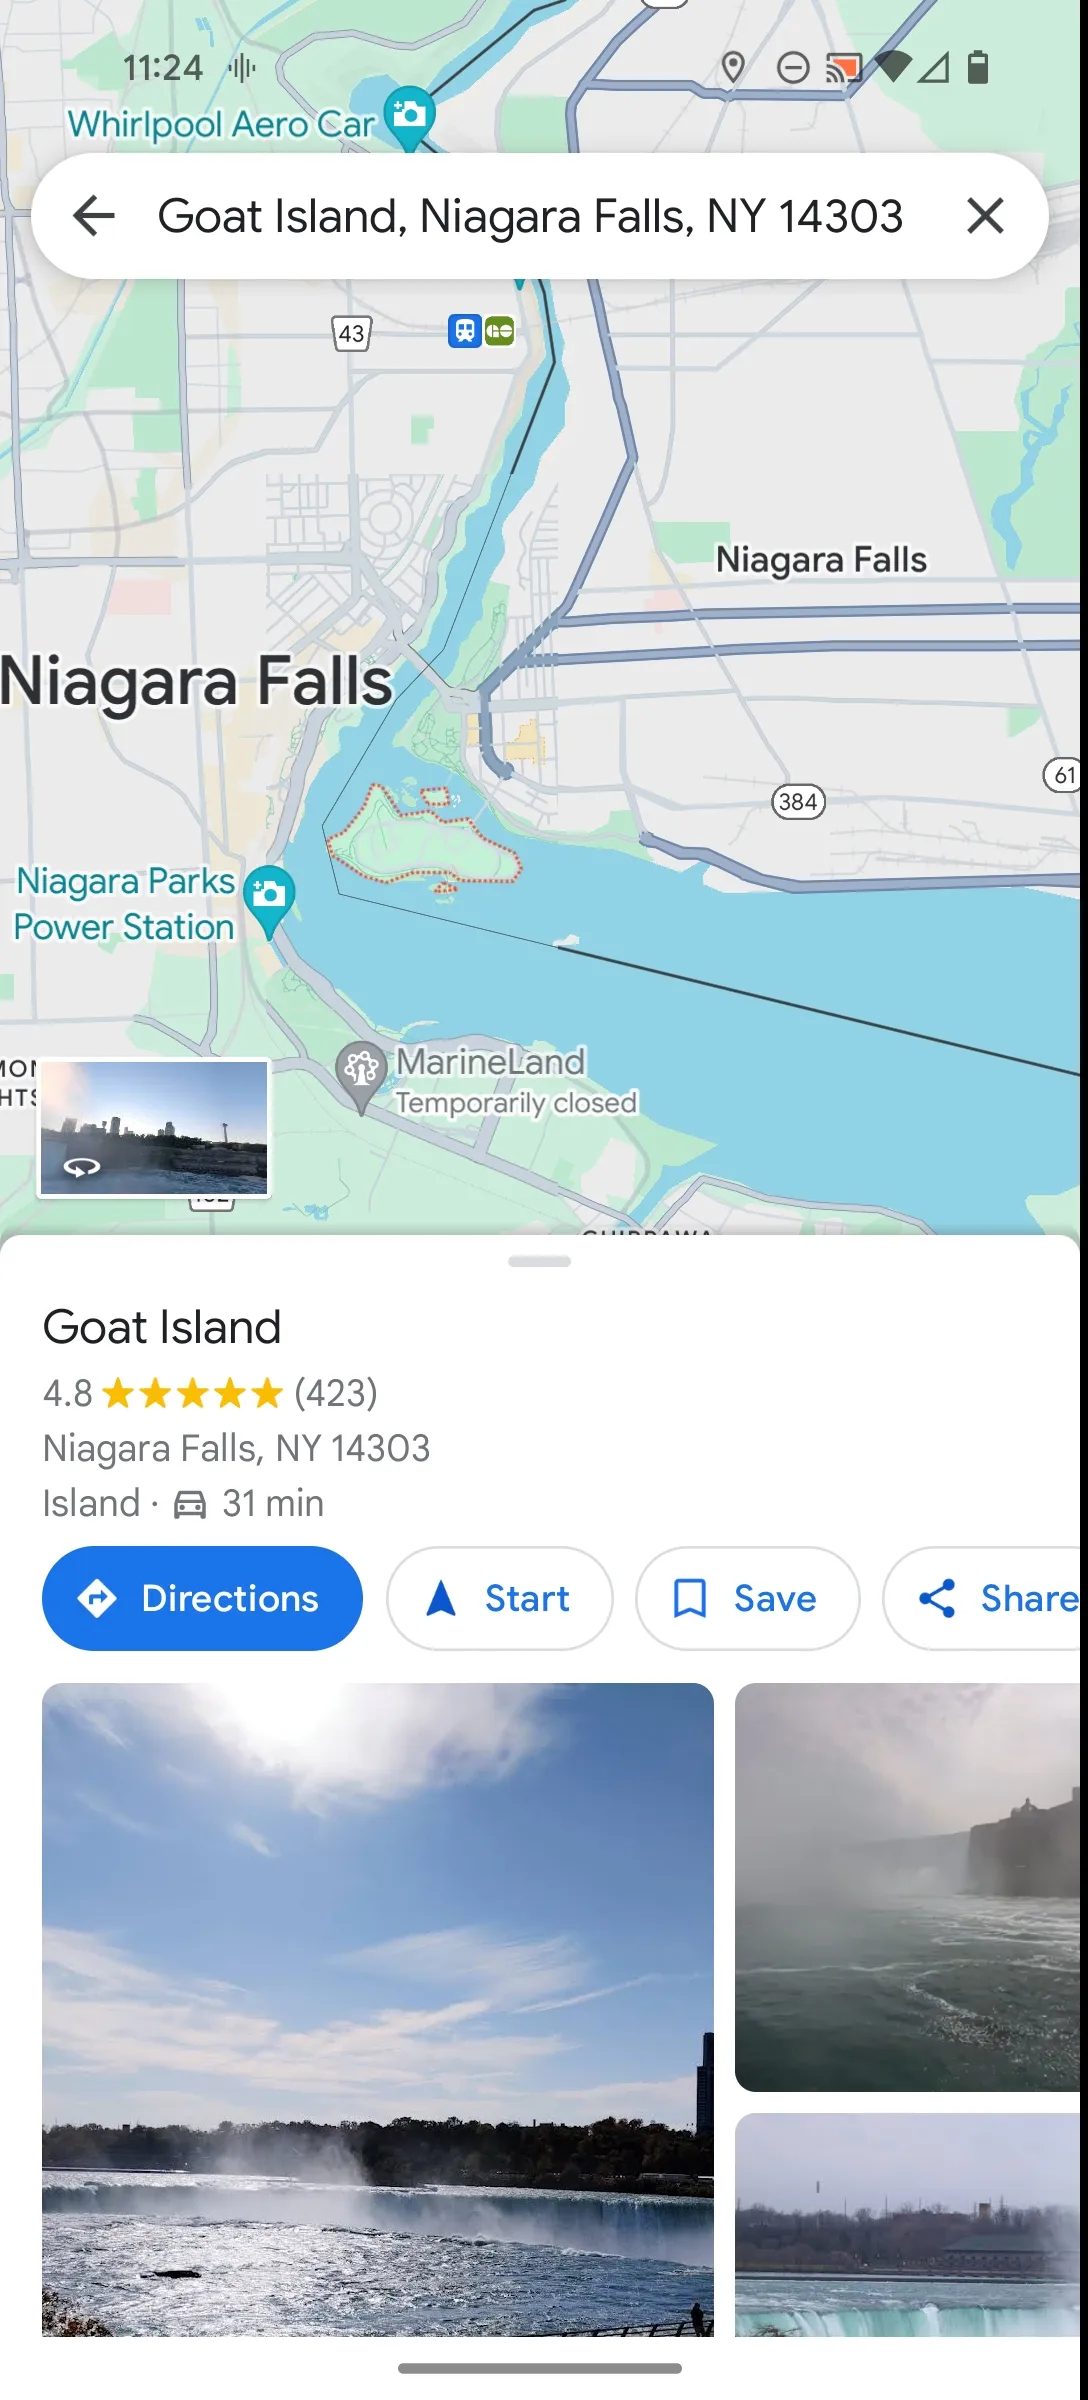 11:24
Whirlpool Aero Car
Goat Island, Niagara Falls, NY 14303
43
GO
Niagara Falls
Niagara Falls
61
384
Niagara Parks
Power Station
MarineLand
Temporarily closed
Goat Island
4.8 (423)
Niagara Falls, NY 14303
Island · 31 min
Directions
Start
Save
Share